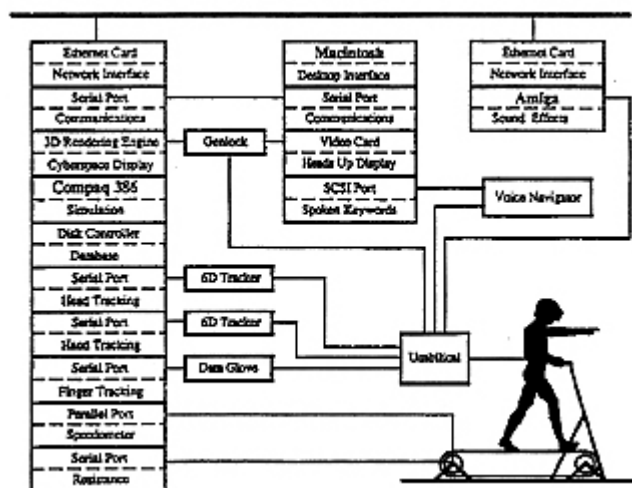 Ethernet Card
Network Interface
Serial Port
Communications
3D Rendering Engine
Cyberspace Display
Compaq 386
Simulation
Disk Controller
Database
Serial Port
Head Tracking
Serial Port
Hand Tracking
Serial Port
Finger Tracking
Parallel Port
Speedometer
Serial Port
Resistance
Genlock
6D Tracker
6D Tracker
Data Glove
Macintosh
Desktop Interface
Serial Port
Communications
Video Card
Heads Up Display
SCSI Port
Spoken Keywords
Ethernet Card
Network Interface
Amiga
Sound Effects
Voice Navigator
Umbilical